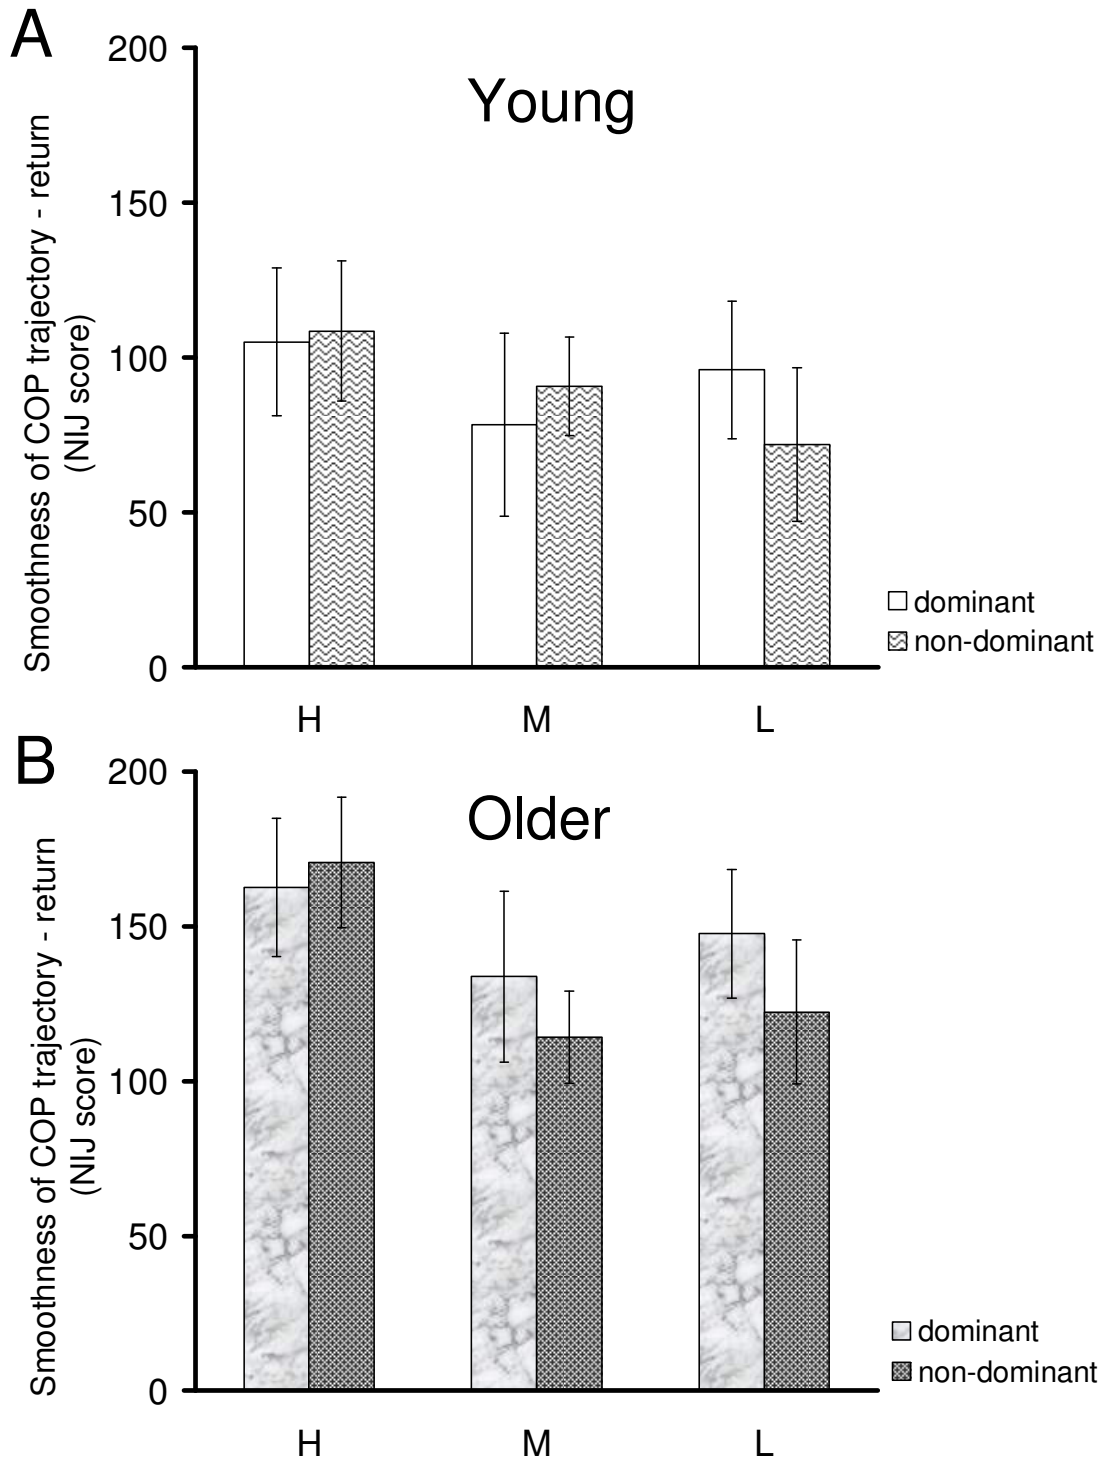 A
200
Young
150
100
50
0
Smoothness of COP trajectory - return
(NIJ score)
dominant
non-dominant
H M L
B
200
Older
150
100
50
0
Smoothness of COP trajectory - return
(NIJ score)
dominant
non-dominant
H M L